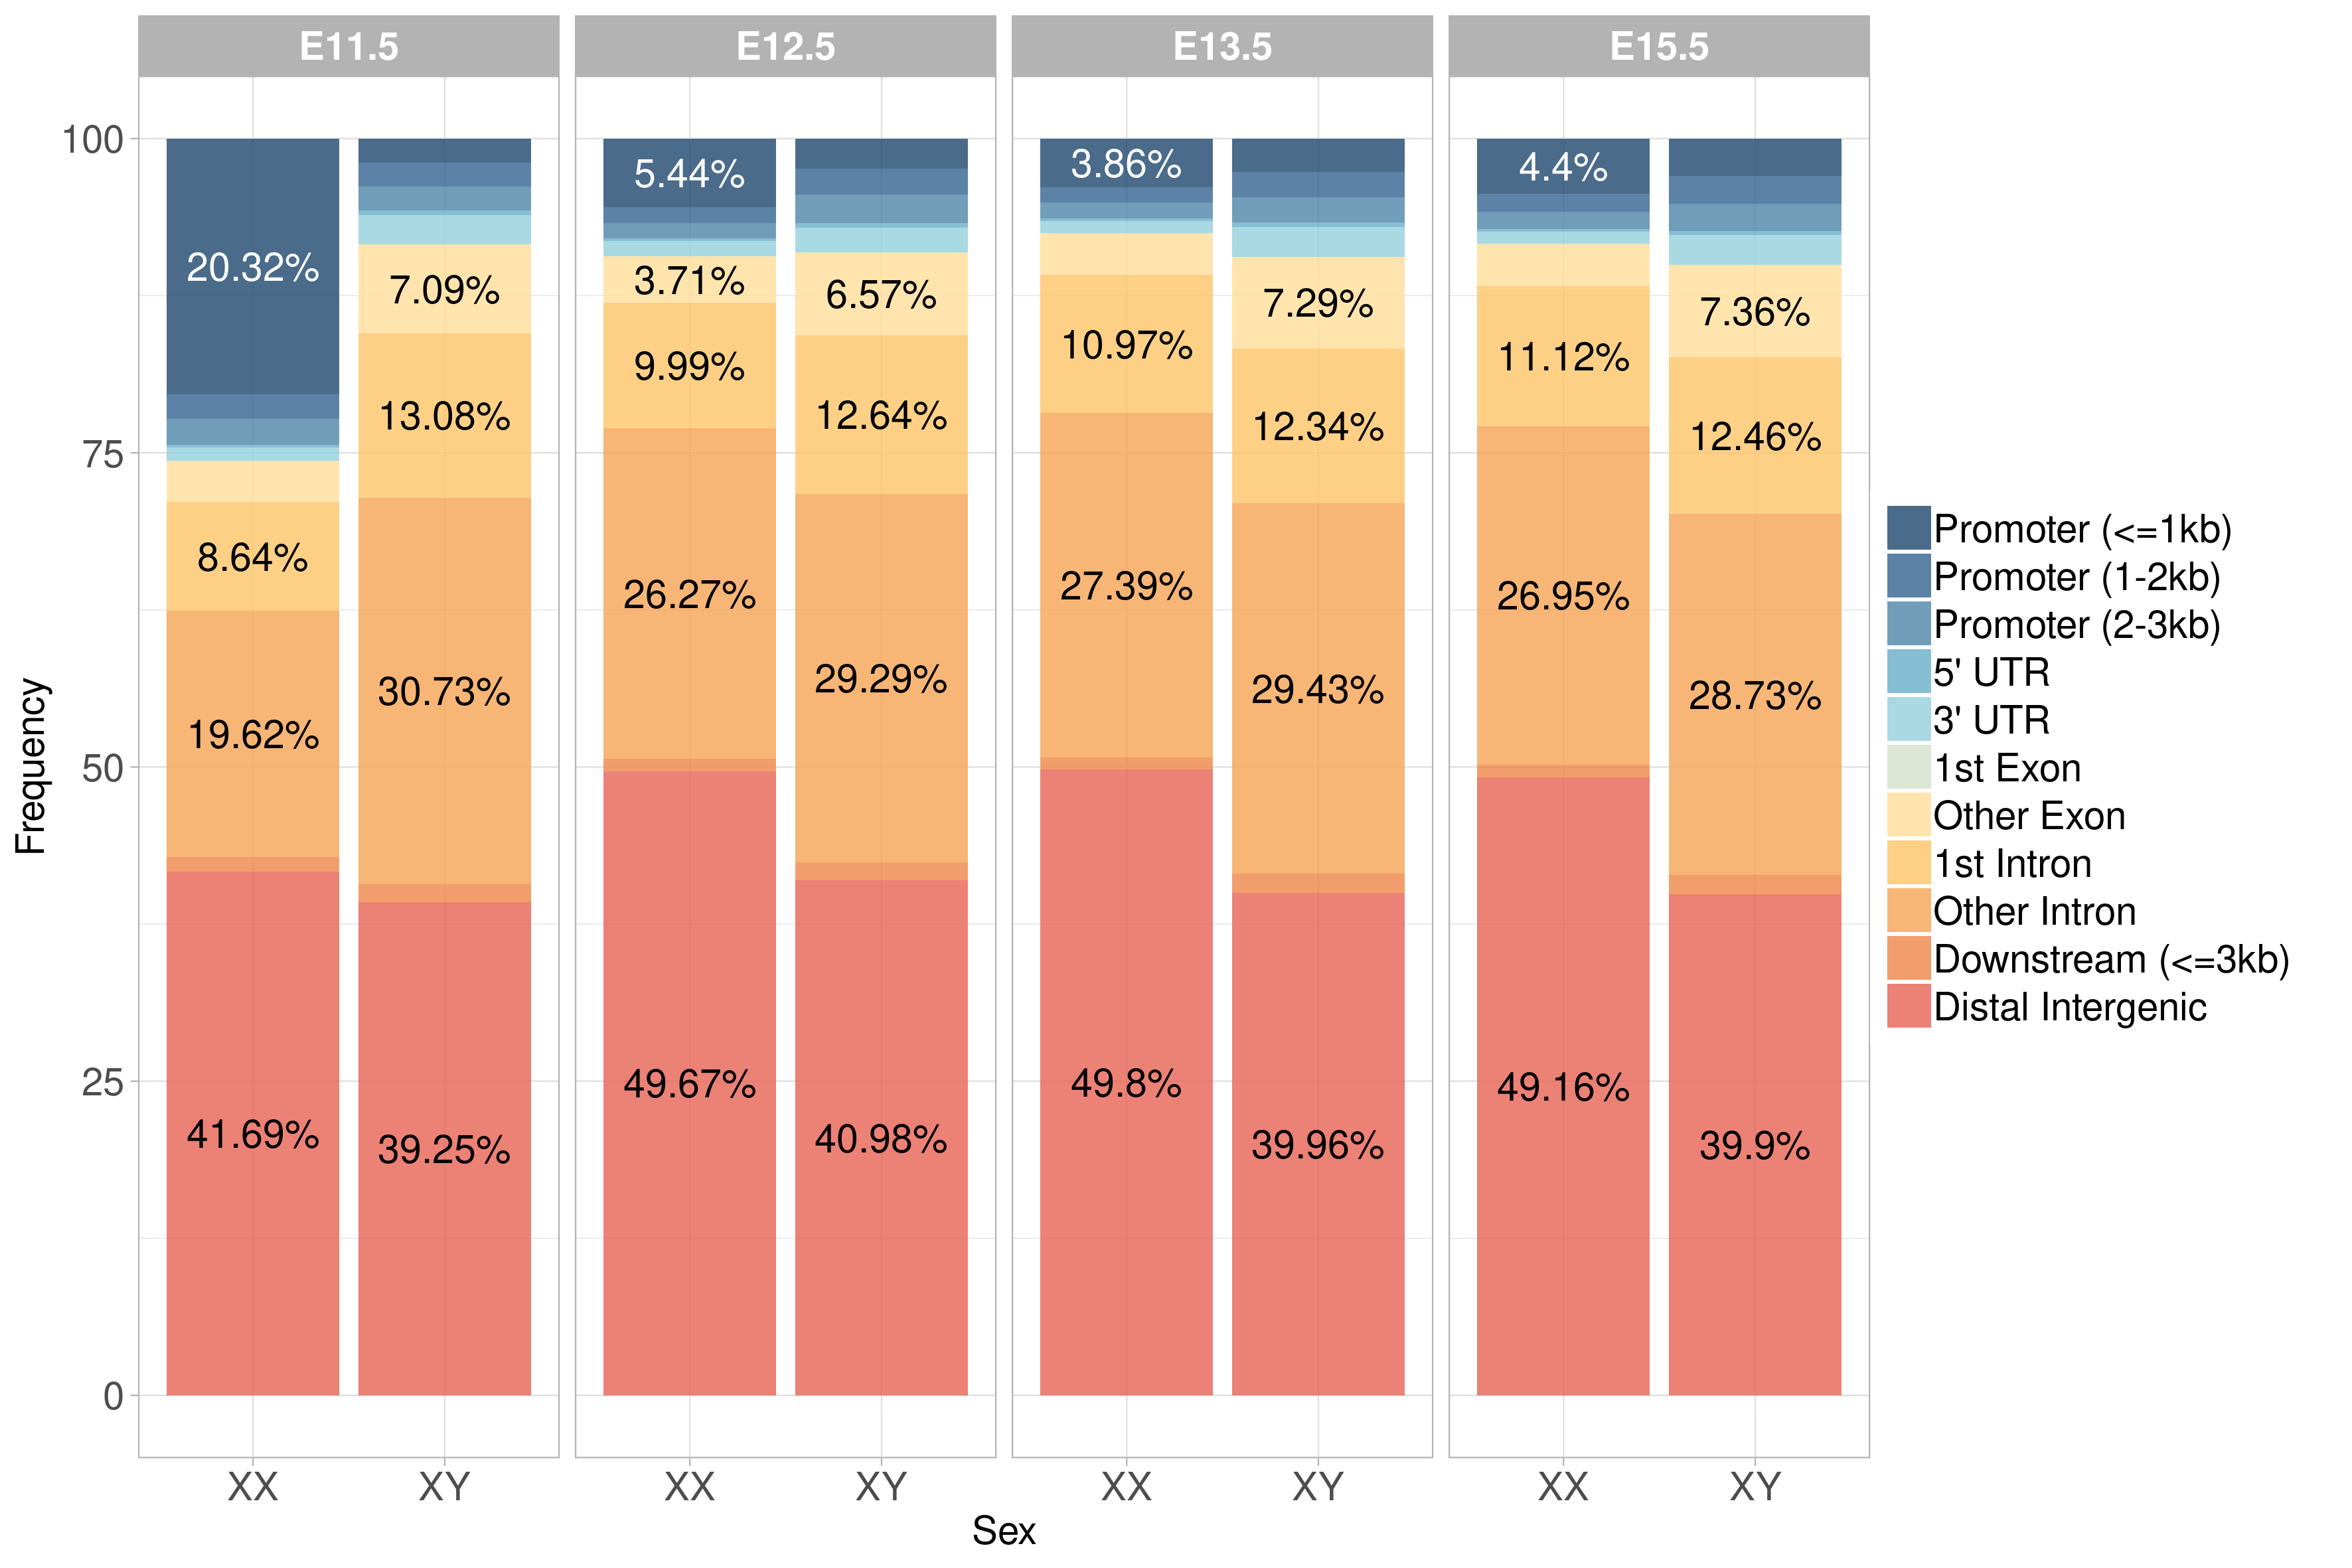 E11.5 E12.5 E13.5 E15.5
Frequency
100
75
50
25
0
20.32%
8.64%
19.62%
41.69%
7.09%
13.08%
30.73%
39.25%
5.44%
3.71%
9.99%
26.27%
49.67%
6.57%
12.64%
29.29%
40.98%
3.86%
10.97%
27.39%
49.8%
7.29%
12.34%
29.43%
39.96%
4.4%
11.12%
26.95%
49.16%
7.36%
12.46%
28.73%
39.9%
XX XY XX XY XX XY XX XY
Sex
Promoter (<=1kb)
Promoter (1-2kb)
Promoter (2-3kb)
5' UTR
3' UTR
1st Exon
Other Exon
1st Intron
Other Intron
Downstream (<=3kb)
Distal Intergenic